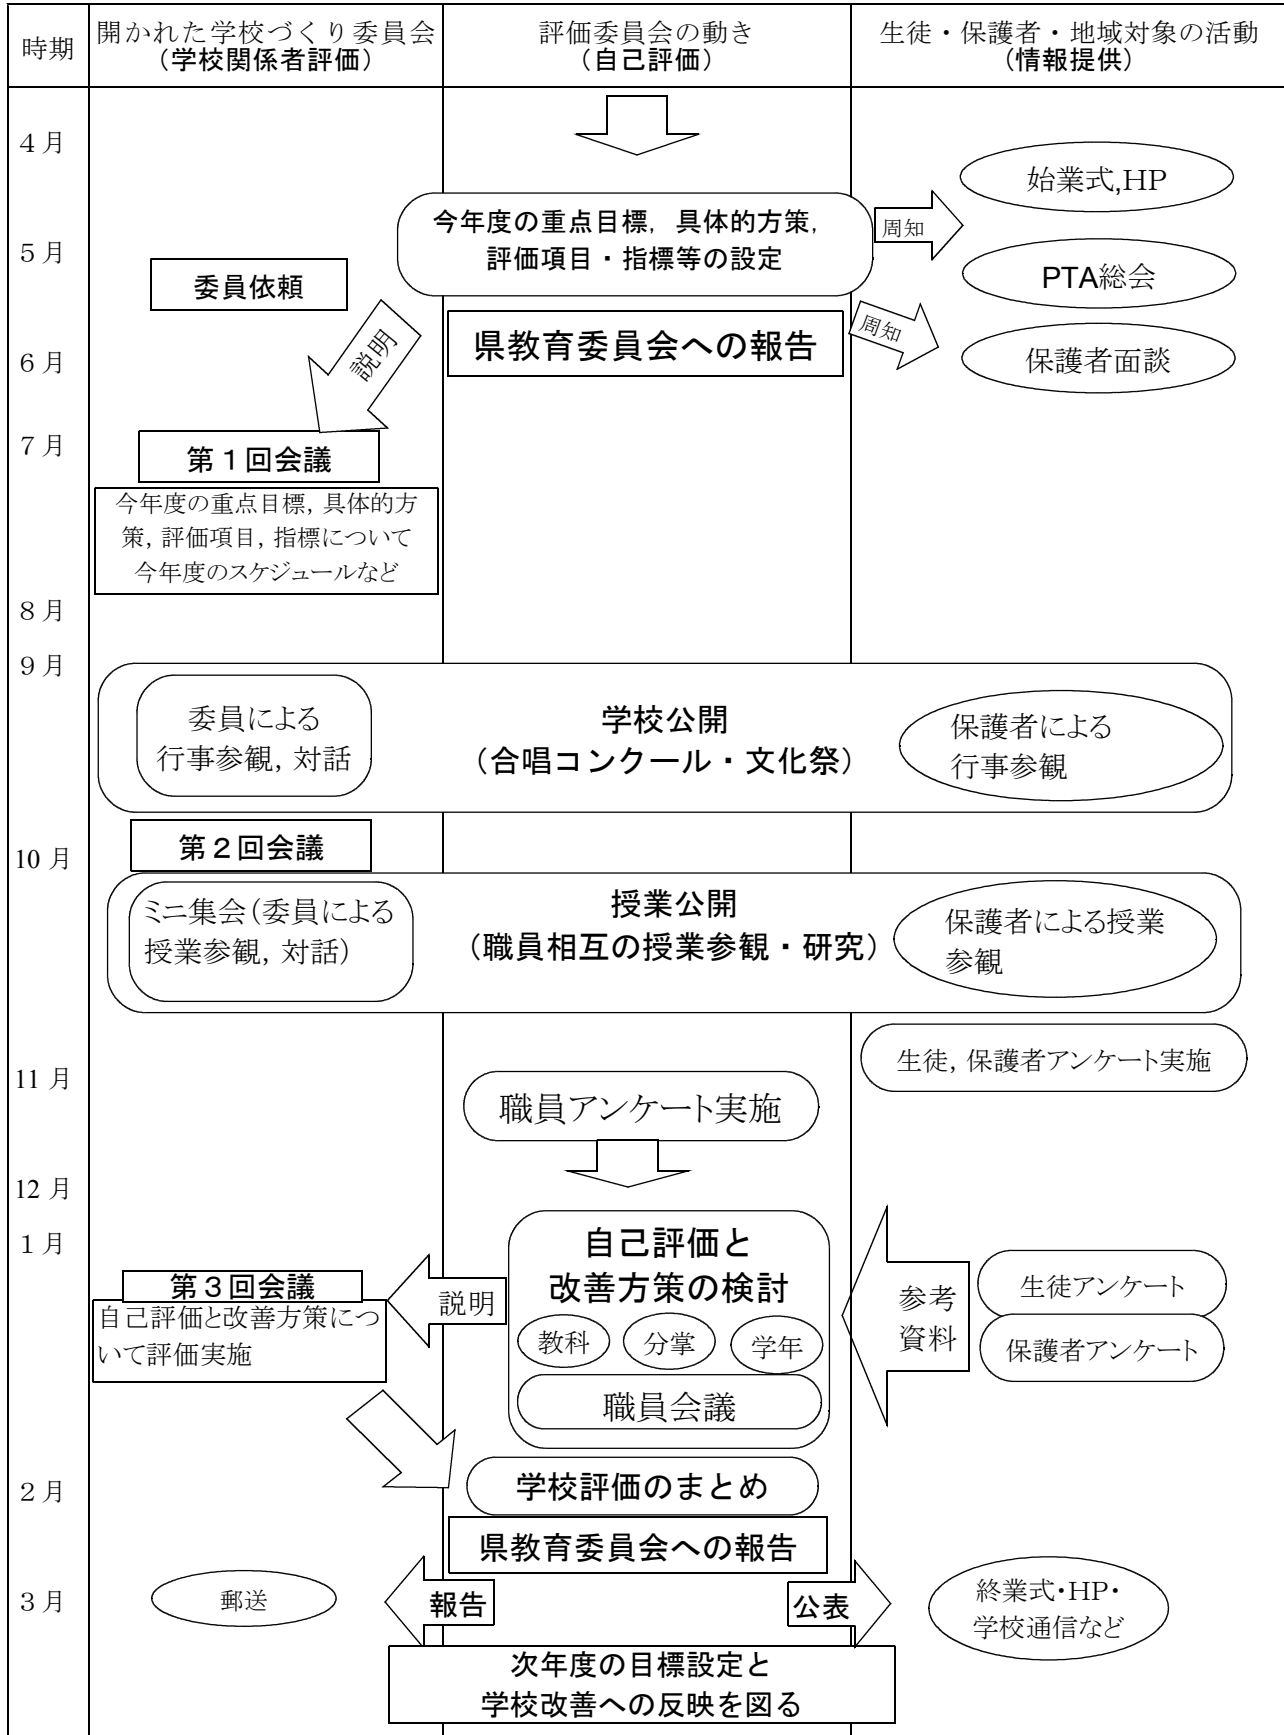 時期
開かれた学校づくり委員会
（学校関係者評価）
評価委員会の動き
（自己評価）
生徒・保護者・地域対象の活動
（情報提供）
４月
始業式,HP
今年度の重点目標，具体的方策，
評価項目・指標等の設定
周知
５月
委員依頼
PTA総会
県教育委員会への報告
周知
説明
６月
保護者面談
７月
第１回会議
今年度の重点目標，具体的方
策，評価項目，指標について
今年度のスケジュールなど
８月
９月
委員による
行事参観，対話
学校公開
（合唱コンクール・文化祭）
保護者による
行事参観
第２回会議
10 月
ミニ集会（委員による
授業参観，対話）
授業公開
（職員相互の授業参観・研究）
保護者による授業
参観
生徒，保護者アンケート実施
11 月
職員アンケート実施
12 月
１月
自己評価と
改善方策の検討
教科
分掌
学年
職員会議
第３回会議
自己評価と改善方策につ
いて評価実施
説明
参考
資料
生徒アンケート
保護者アンケート
２月
学校評価のまとめ
県教育委員会への報告
３月
郵送
報告
公表
終業式・HP・
学校通信など
次年度の目標設定と
学校改善への反映を図る